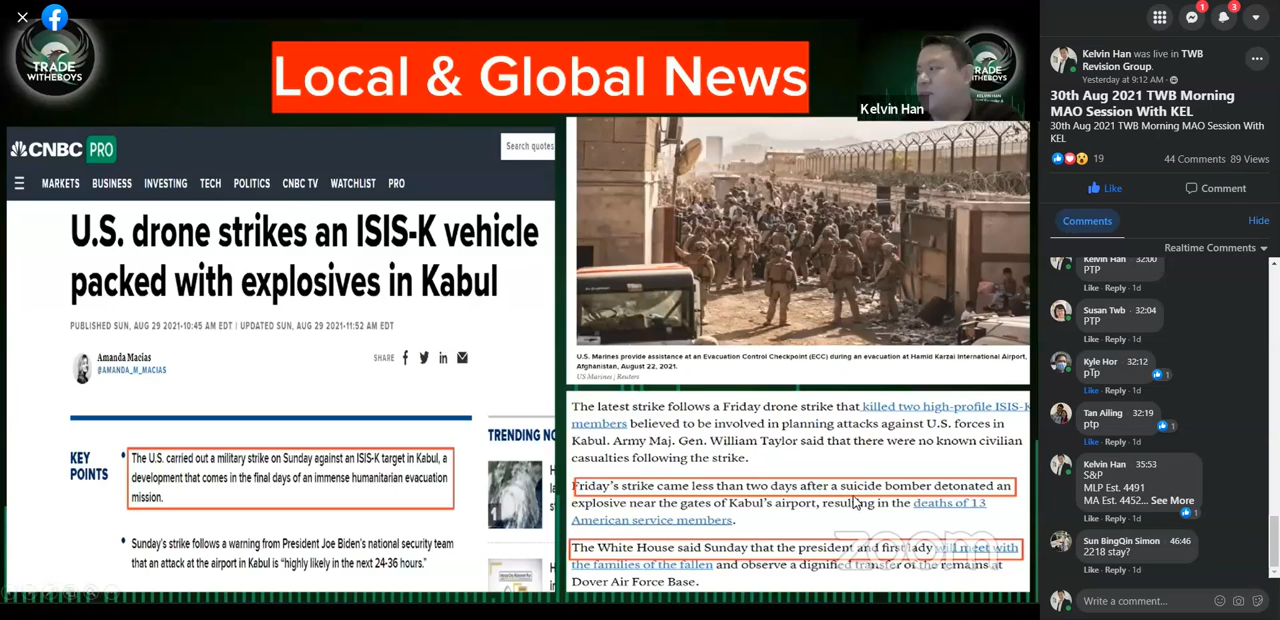 TRADE
WITHEBOYS
Local & Global News
TRADE
WITHEBOYS
Kelvin Han
CNBC PRO
Search quotes
MARKETS BUSINESS INVESTING TECH POLITICS CNBC TV WATCHLIST PRO
U.S. drone strikes an ISIS-K vehicle
packed with explosives in Kabul
PUBLISHED SUN, AUG 29 2021•10:45 AM EDT | UPDATED SUN, AUG 29 2021•11:52 AM EDT
Amanda Macias
@AMANDA_M_MACIAS
SHARE
KEY
POINTS
• The U.S. carried out a military strike on Sunday against an ISIS-K target in Kabul, a
development that comes in the final days of an immense humanitarian evacuation
mission.
• Sunday's strike follows a warning from President Joe Biden's national security team
that an attack at the airport in Kabul is “highly likely in the next 24-36 hours.”
TRENDING NO
1
U.S. Marines provide assistance at an Evacuation Control Checkpoint (ECC) during an evacuation at Hamid Karzai International Airport,
Afghanistan, August 22, 2021.
US Marines | Reuters
The latest strike follows a Friday drone strike that killed two high-profile ISIS-K
members believed to be involved in planning attacks against U.S. forces in
Kabul. Army Maj. Gen. William Taylor said that there were no known civilian
casualties following the strike.
Friday's strike came less than two days after a suicide bomber detonated an
explosive near the gates of Kabul's airport, resulting in the deaths of 13
American service members.
The White House said Sunday that the president and first lady will meet with
the families of the fallen and observe a dignified transfer of the remains at
Dover Air Force Base.
zoom
1
3
Kelvin Han was live in TWB
Revision Group.
Yesterday at 9:12 AM ·
30th Aug 2021 TWB Morning
MAO Session With KEL
30th Aug 2021 TWB Morning MAO Session With
KEL
19
44 Comments 89 Views
Like
Comment
Comments
Hide
Realtime Comments
Kelvin Han 32:00
PTP
Like · Reply · 1d
Susan Twb 32:04
PTP
Like · Reply · 1d
Kyle Hor 32:12
pTp
1
Like · Reply · 1d
Tan Ailing 32:19
ptp
1
Like · Reply · 1d
Kelvin Han 35:53
S&P
MLP Est. 4491
MA Est. 4452... See More
1
Like · Reply · 1d
Sun BingQin Simon 46:46
2218 stay?
Like · Reply · 1d
Write a comment...